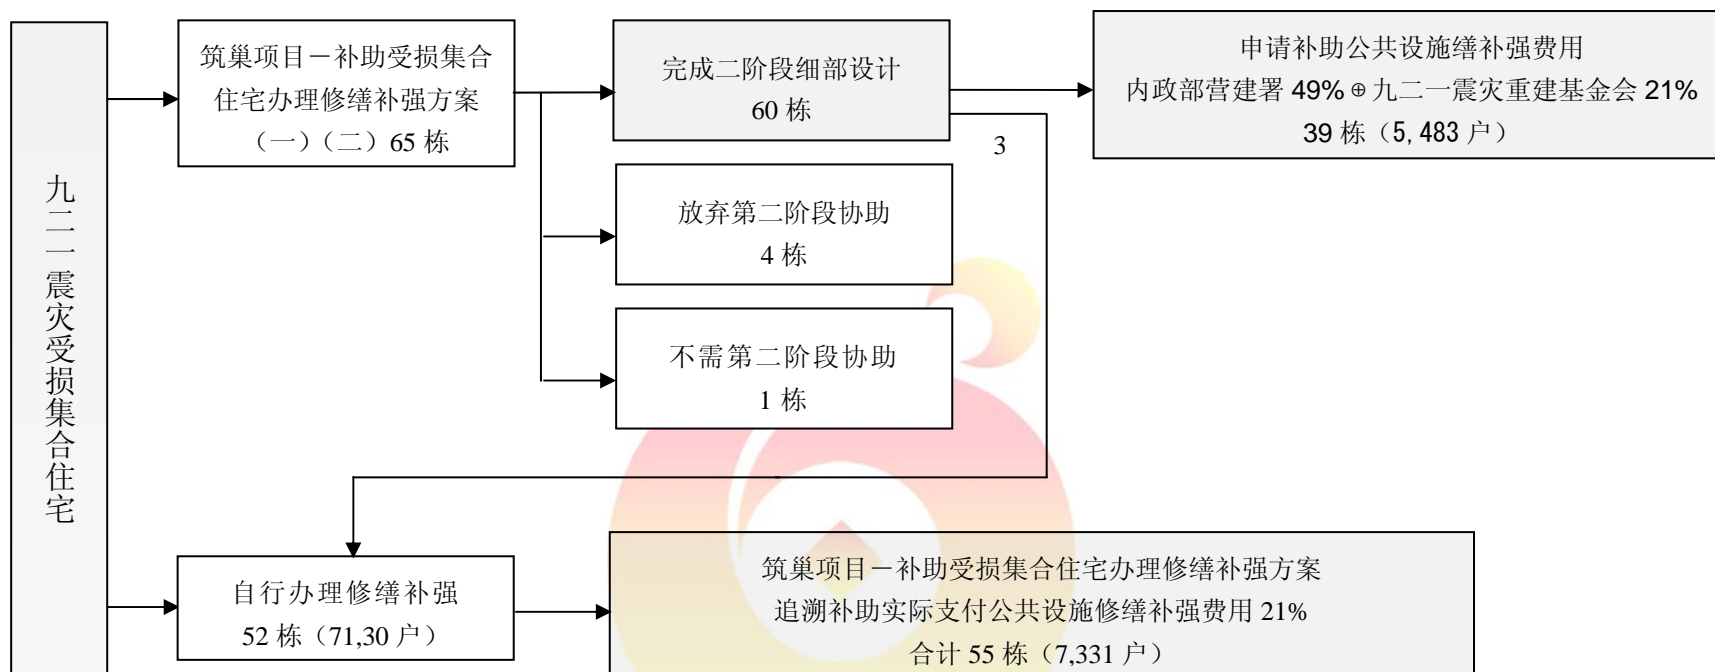 九二一震灾受损集合住宅
筑巢项目－补助受损集合
住宅办理修缮补强方案
（一）（二）65 栋
完成二阶段细部设计
60 栋
申请补助公共设施缮补强费用
内政部营建署 49%⊕九二一震灾重建基金会 21%
39 栋（5,483 户）
3
放弃第二阶段协助
4 栋
不需第二阶段协助
1 栋
自行办理修缮补强
52 栋（71,30 户）
筑巢项目－补助受损集合住宅办理修缮补强方案
追溯补助实际支付公共设施修缮补强费用 21%
合计 55 栋（7,331 户）